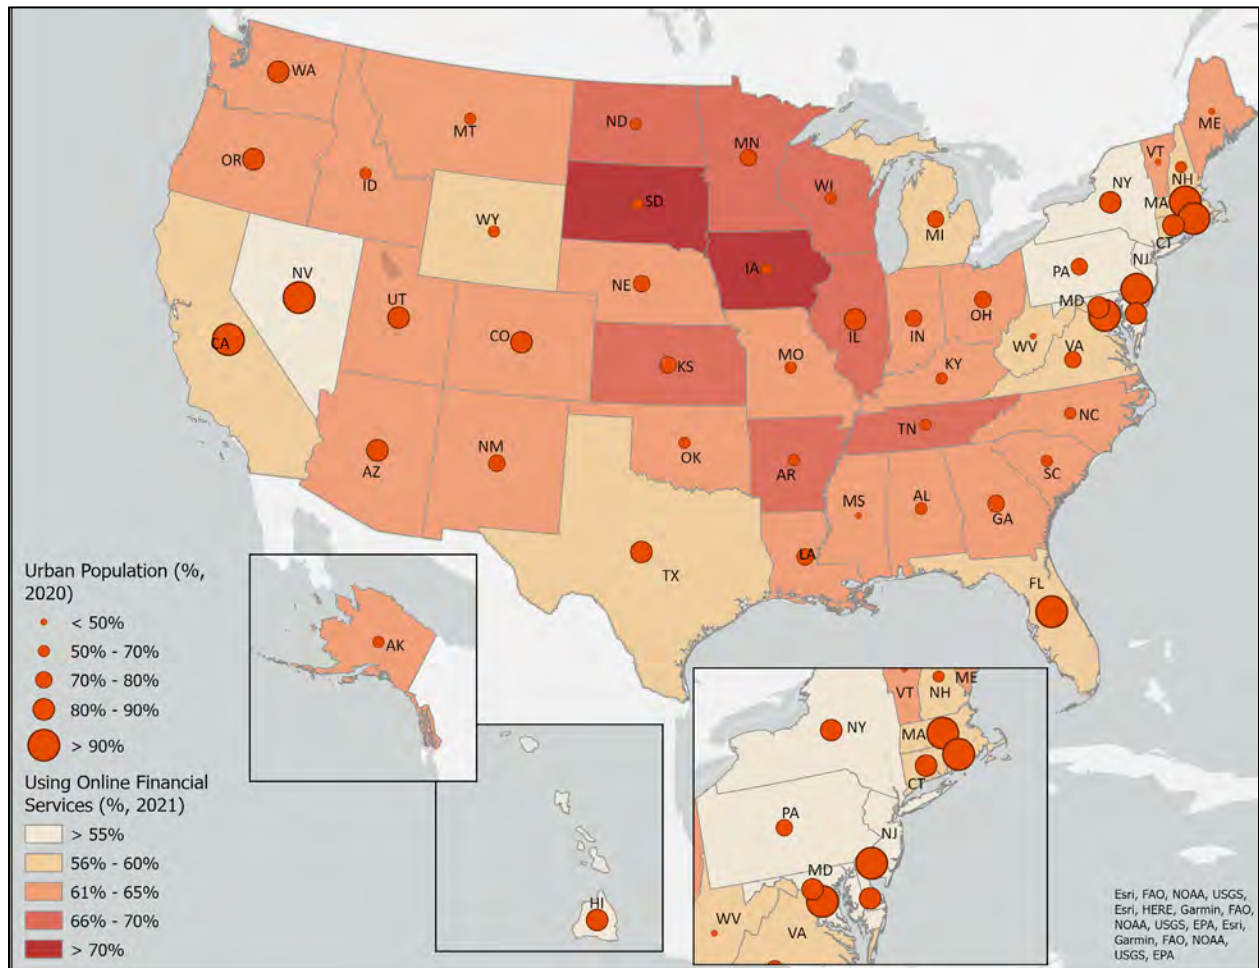 WA
MT
ND
MN
ME
VT
OR
ID
SD
WI
NY
NH
MA
WY
MI
CT
IA
PA
NJ
NV
NE
UT
OH
MD
CO
IL
IN
WV
VA
CA
KS
MO
KY
NC
TN
AZ
NM
OK
AR
SC
MS
AL
GA
LA
TX
FL
Urban Population (%,
2020)
< 50%
50% - 70%
70% - 80%
80% - 90%
> 90%
Using Online Financial
Services (%, 2021)
> 55%
56% - 60%
61% - 65%
66% - 70%
> 70%
AK
HI
VT
NH
ME
NY
MA
CT
PA
NJ
MD
WV
VA
Esri, FAO, NOAA, USGS,
Esri, HERE, Garmin, FAO,
NOAA, USGS, EPA, Esri,
Garmin, FAO, NOAA,
USGS, EPA